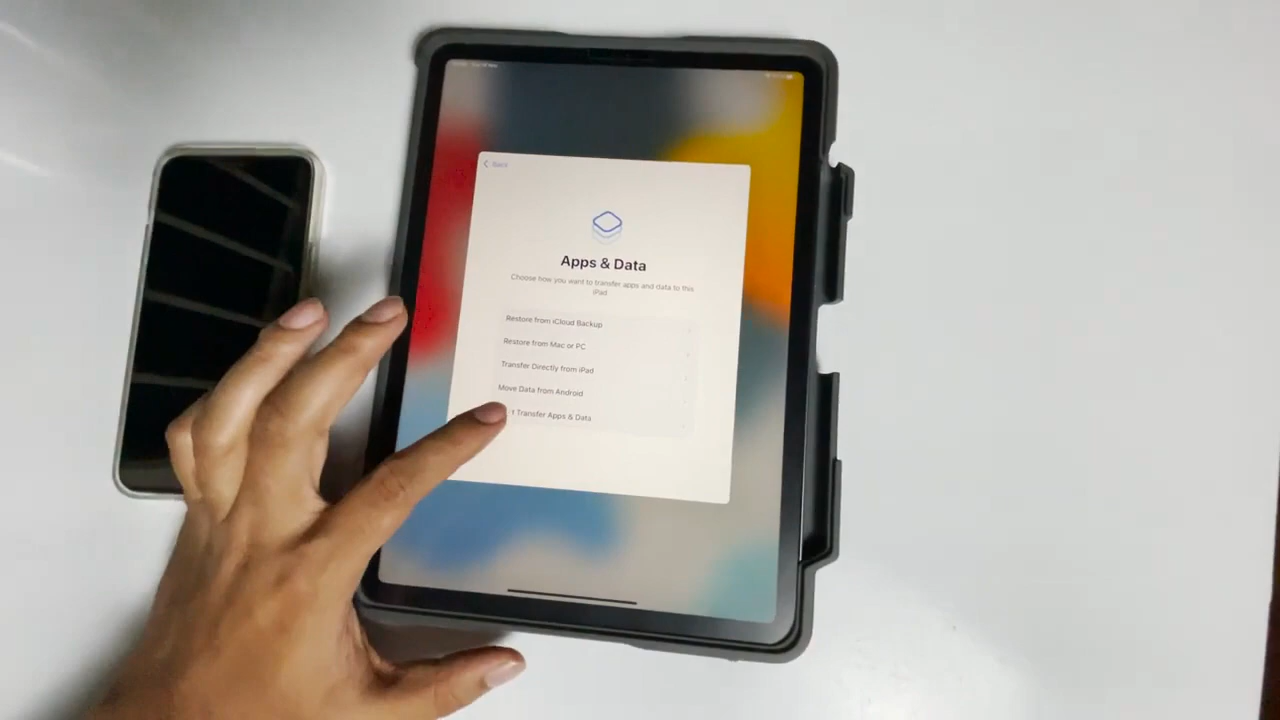 Back
Apps & Data
Choose how you want to transfer apps and data to this
iPad
Restore from iCloud Backup
Restore from Mac or PC
Transfer Directly from iPad
Move Data from Android
t Transfer Apps & Data